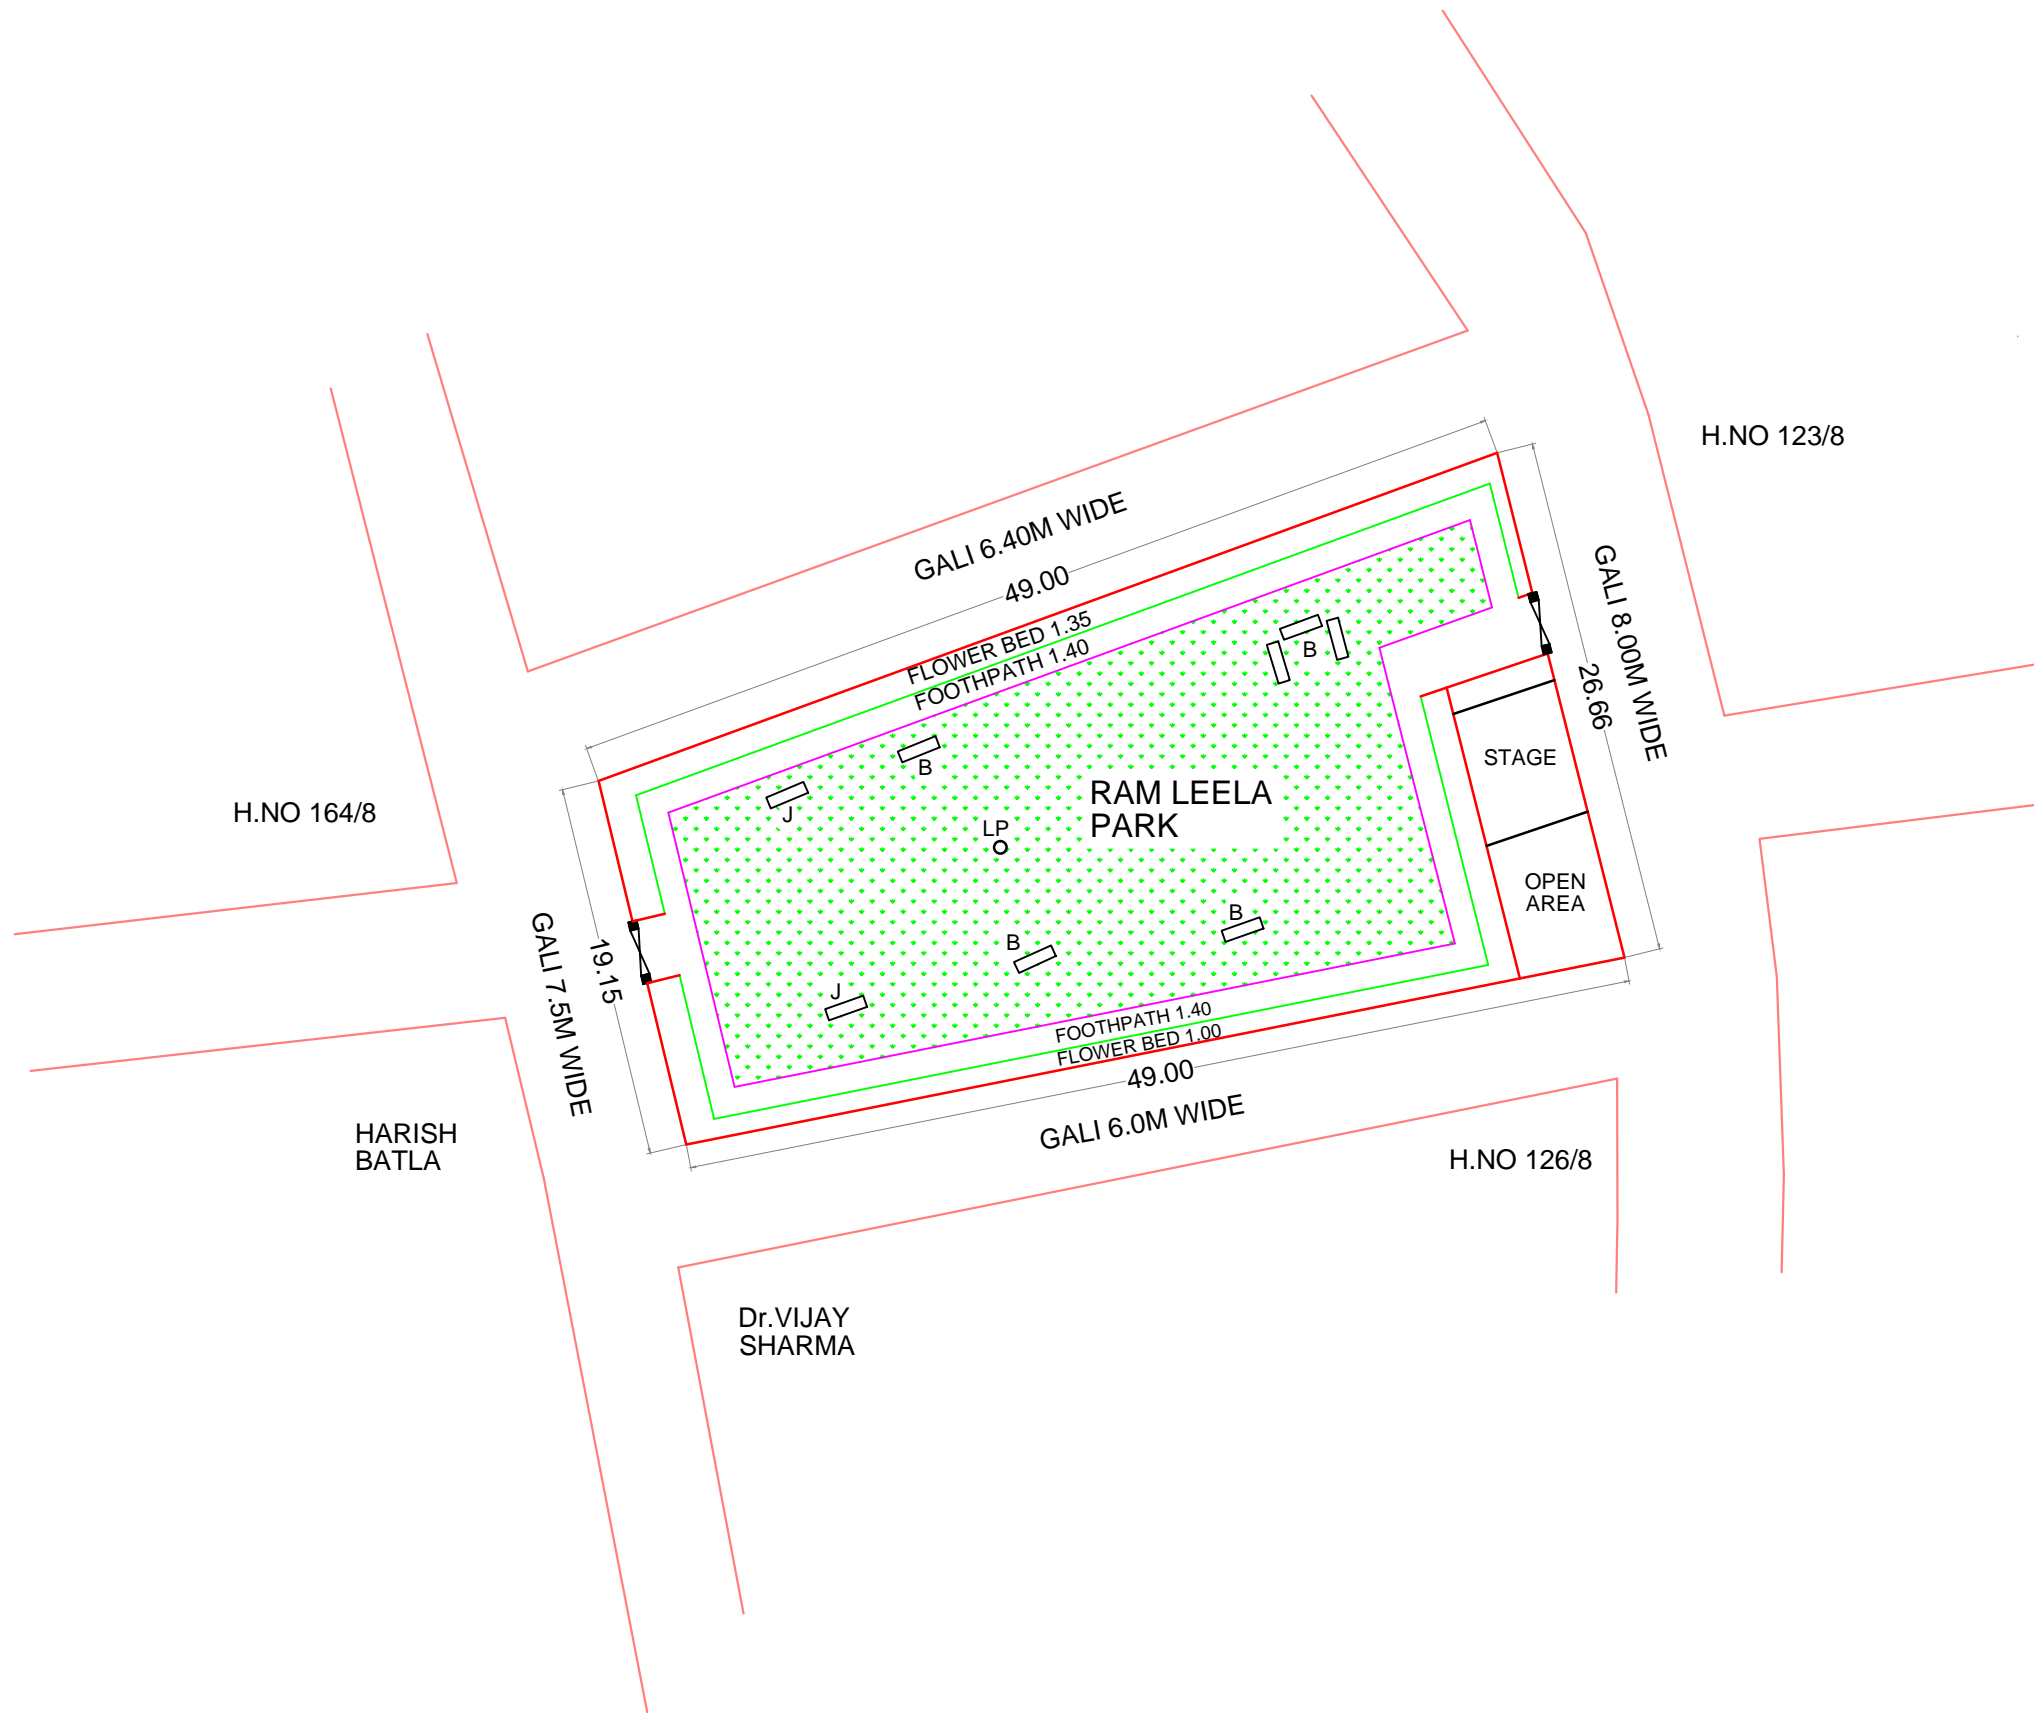 H.NO 123/8
GALI 6.40M WIDE
49.00
GALI 8.00M WIDE
26.66
FLOWER BED 1.35
FOOTHPATH 1.40
B
B
J
STAGE
RAM LEELA
PARK
LP
H.NO 164/8
OPEN
AREA
B
B
J
19.15
GALI 7.5M WIDE
FOOTHPATH 1.40
FLOWER BED 1.00
49.00
GALI 6.0M WIDE
HARISH
BATLA
H.NO 126/8
Dr.VIJAY
SHARMA